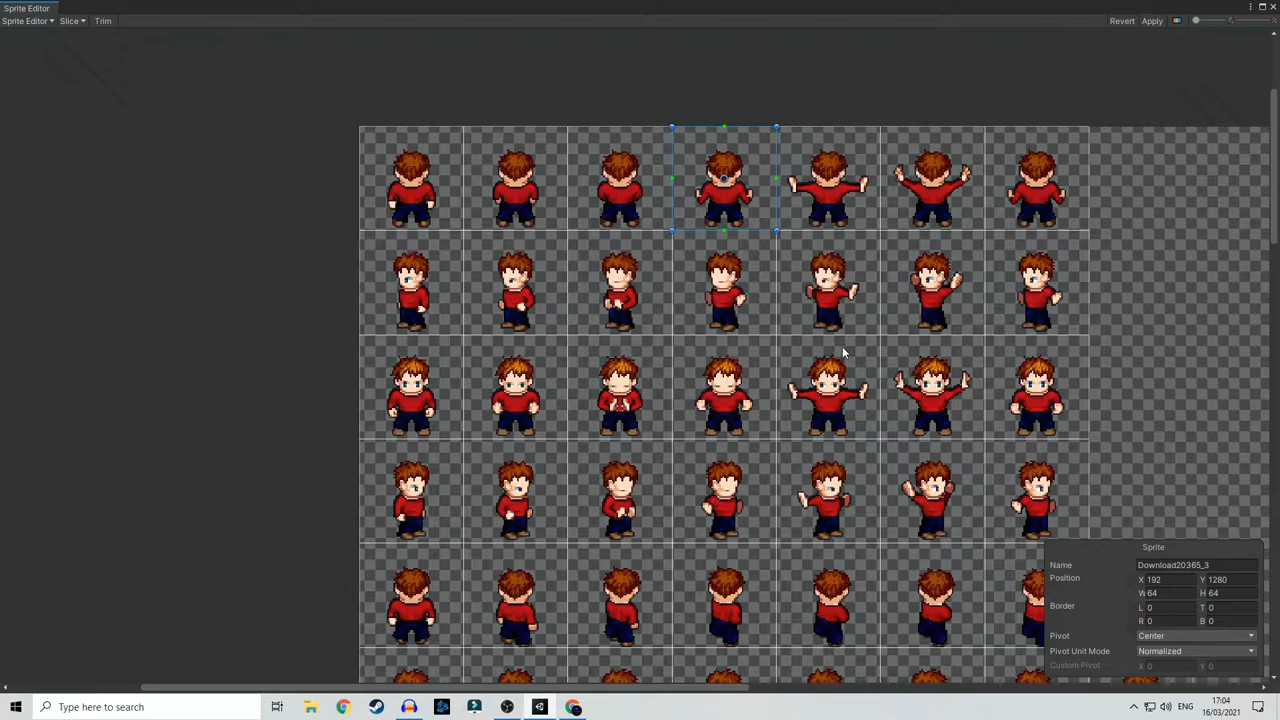 Sprite Editor
Sprite Editor Slice Trim Revert Apply
Sprite
Name Download20365_3
Position X 192 Y 1280
W 64 H 64
Border L 0 T 0
R 0 B 0
Pivot Center
Pivot Unit Mode Normalized
Custom Pivot X 0 Y 0
Type here to search
ENG
17:04
16/03/2021